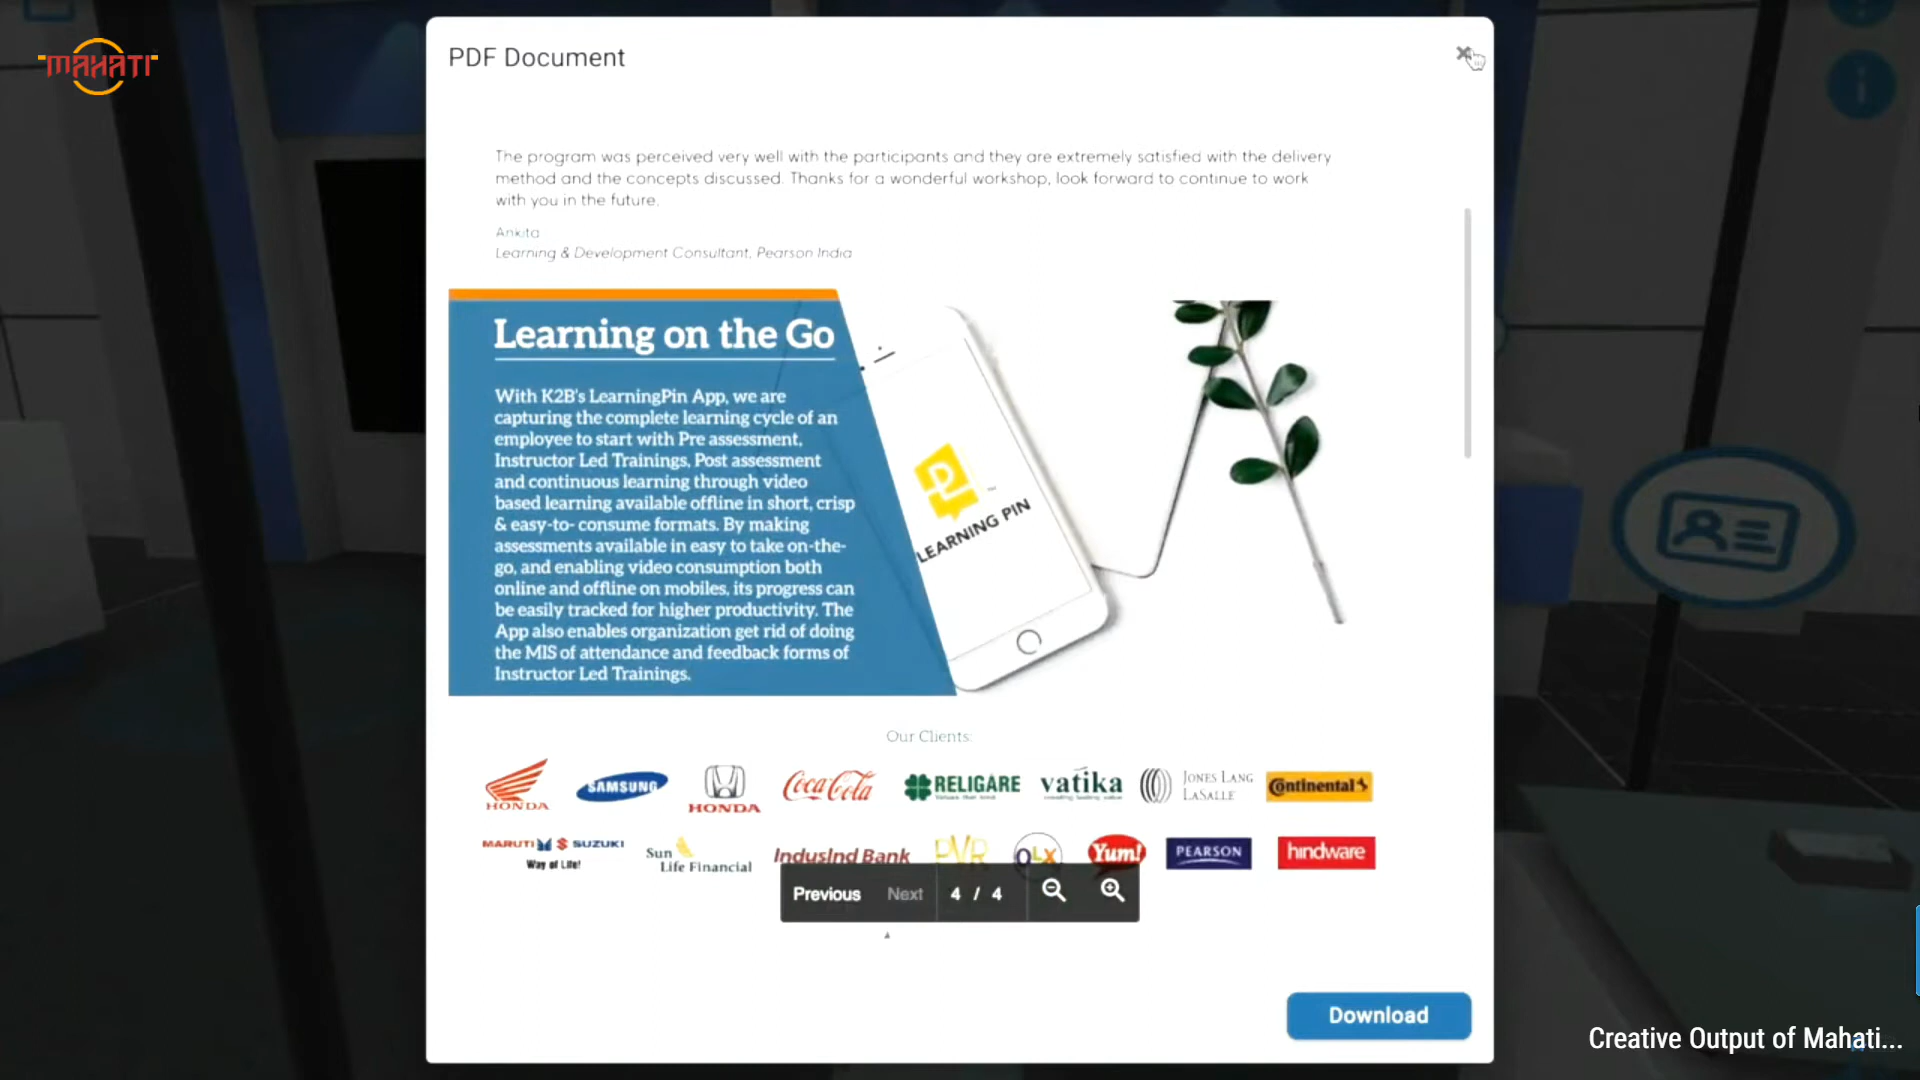 MAHATI
PDF Document
The program was perceived very well with the participants and they are extremely satisfied with the delivery
method and the concepts discussed. Thanks for a wonderful workshop, look forward to continue to work
with you in the future.
Ankita
Learning & Development Consultant, Pearson India
Learning on the Go
With K2B's LearningPin App, we are
capturing the complete learning cycle of an
employee to start with Pre assessment,
Instructor Led Trainings, Post assessment
and continuous learning through video
based learning available offline in short, crisp
& easy-to- consume formats. By making
assessments available in easy to take on-the-
go, and enabling video consumption both
online and offline on mobiles, its progress can
be easily tracked for higher productivity. The
App also enables organization get rid of doing
the MIS of attendance and feedback forms of
Instructor Led Trainings.
LEARNING PIN
Our Clients:
HONDA SAMSUNG HONDA Coca-Cola RELIGARE vatika JONES LANG LASALLE Continental
MARUTI SUZUKI Way of Life! Sun Life Financial IndusInd Bank PVR OLX Yum! PEARSON hindware
Previous Next 4 / 4
Download
Creative Output of Mahati...